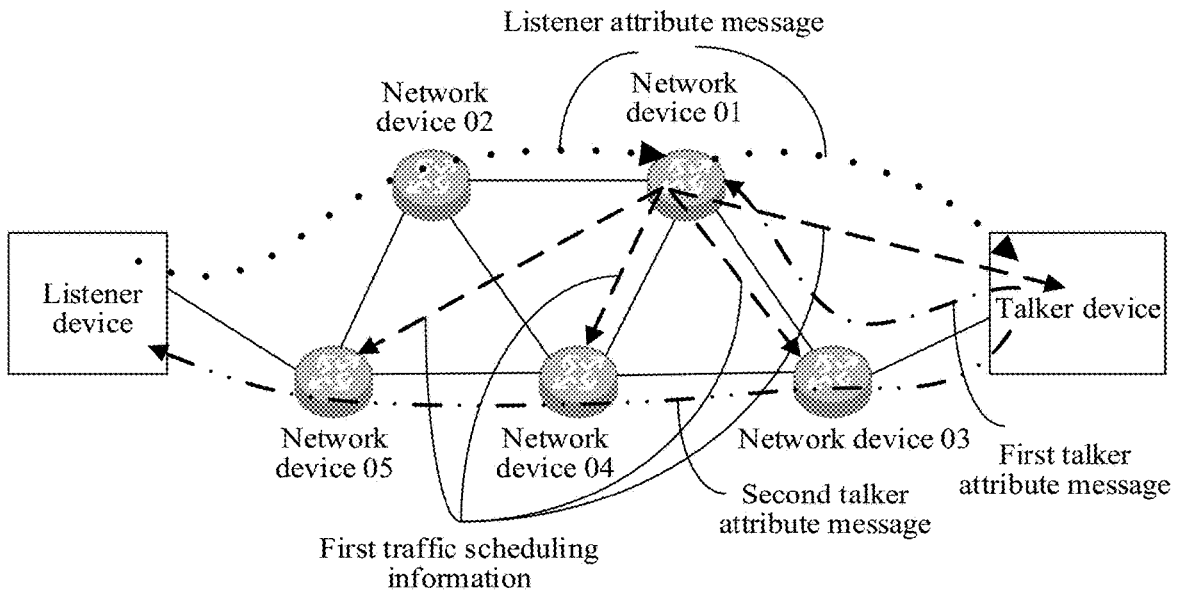 Listener attribute message
Network
device 02
Network
device 01
Listener
device
Talker device
Network
device 05
Network
device 04
Network device 03
First talker
attribute message
Second talker
attribute message
First traffic scheduling
information